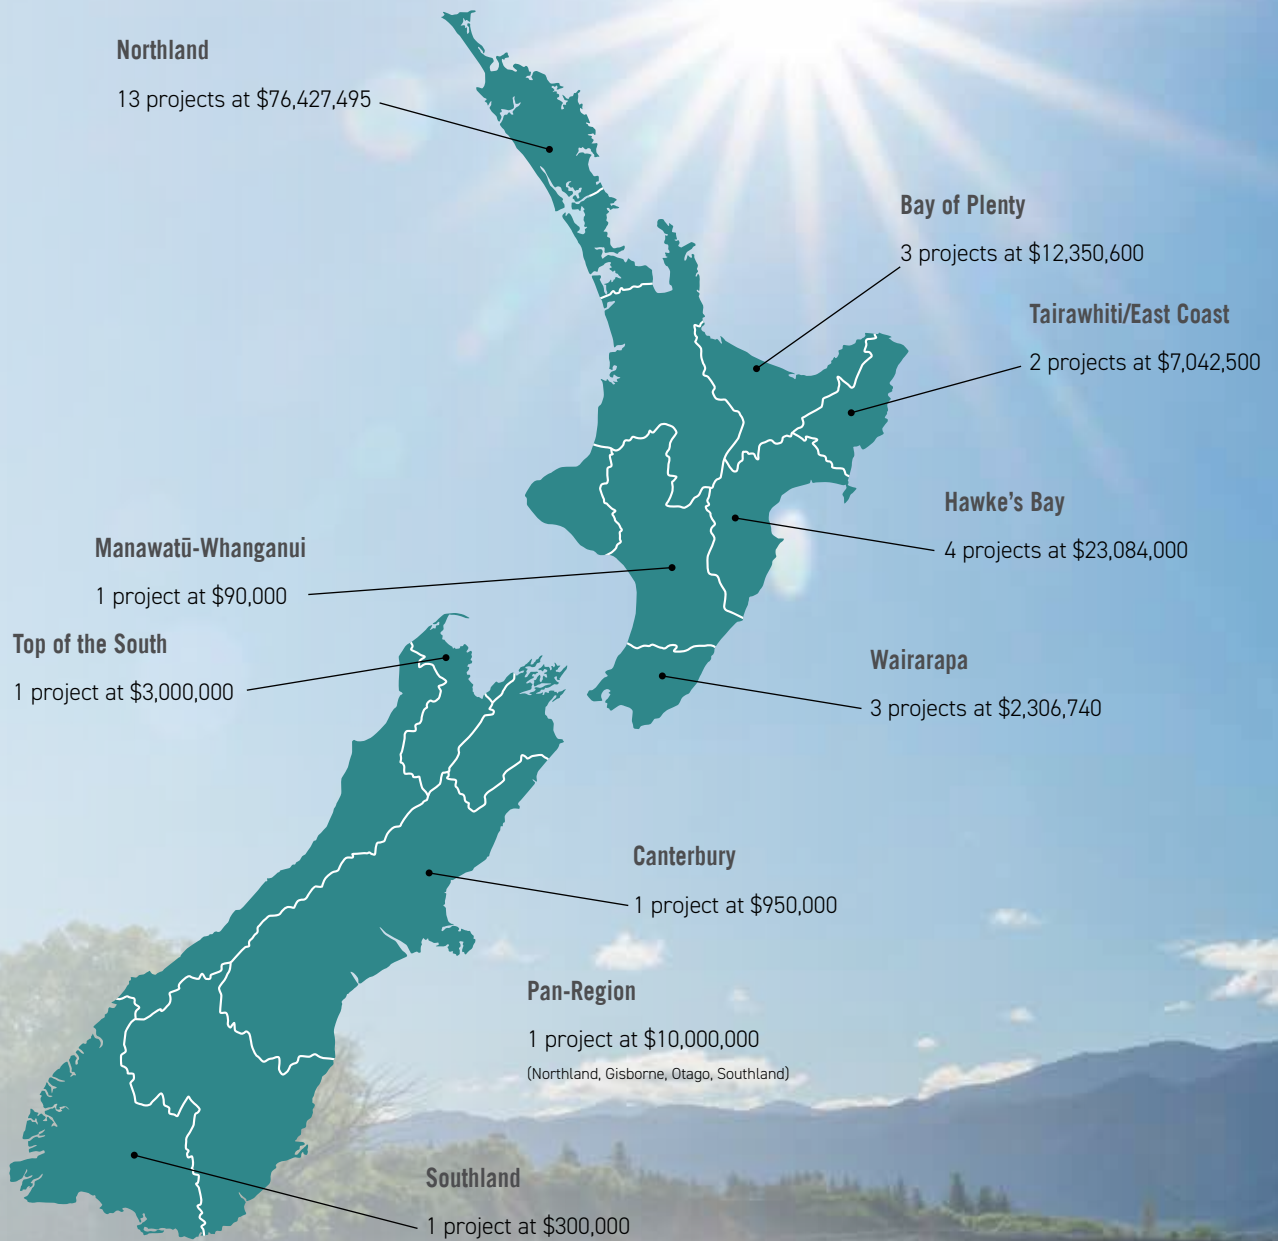 Northland
13 projects at $76,427,495
Bay of Plenty
3 projects at $12,350,600
Tairawhiti/East Coast
2 projects at $7,042,500
Hawke's Bay
4 projects at $23,084,000
Manawatū-Whanganui
1 project at $90,000
Top of the South
1 project at $3,000,000
Wairarapa
3 projects at $2,306,740
Canterbury
1 project at $950,000
Pan-Region
1 project at $10,000,000
(Northland, Gisborne, Otago, Southland)
Southland
1 project at $300,000